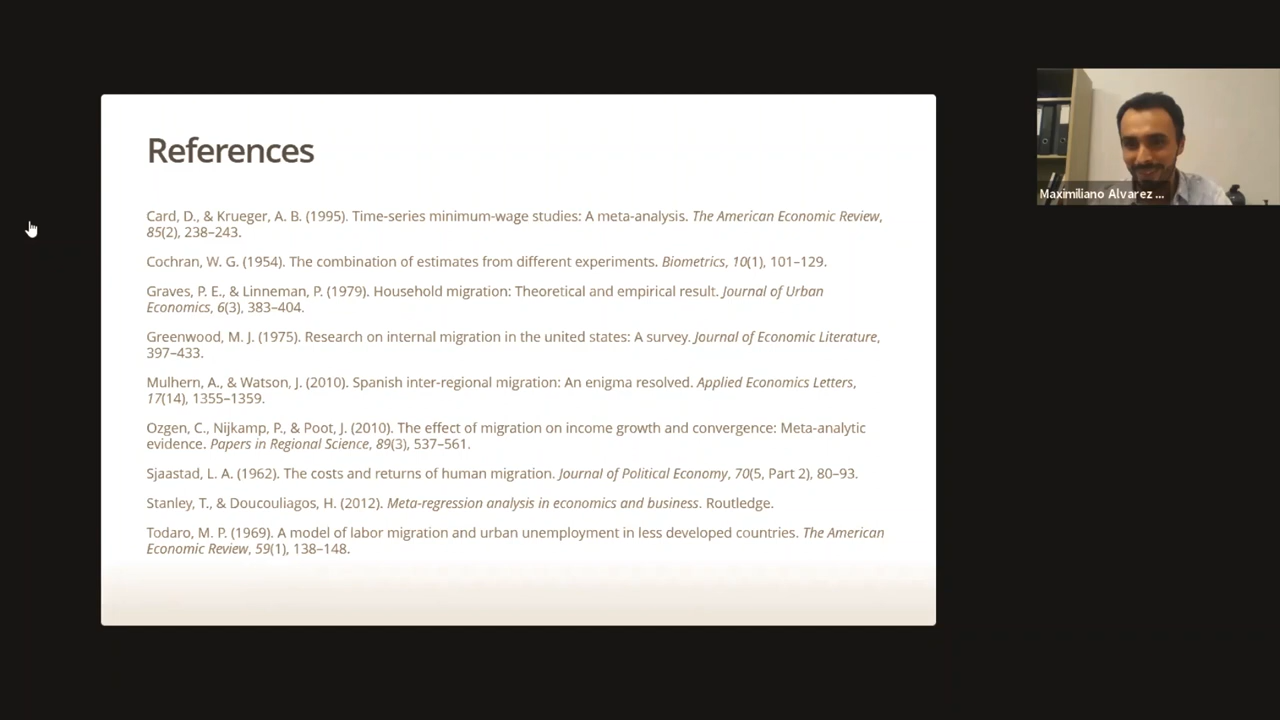 References
Card, D., & Krueger, A. B. (1995). Time-series minimum-wage studies: A meta-analysis. The American Economic Review,
85(2), 238–243.
Cochran, W. G. (1954). The combination of estimates from different experiments. Biometrics, 10(1), 101–129.
Graves, P. E., & Linneman, P. (1979). Household migration: Theoretical and empirical result. Journal of Urban
Economics, 6(3), 383–404.
Greenwood, M. J. (1975). Research on internal migration in the united states: A survey. Journal of Economic Literature,
397–433.
Mulhern, A., & Watson, J. (2010). Spanish inter-regional migration: An enigma resolved. Applied Economics Letters,
17(14), 1355–1359.
Ozgen, C., Nijkamp, P., & Poot, J. (2010). The effect of migration on income growth and convergence: Meta-analytic
evidence. Papers in Regional Science, 89(3), 537–561.
Sjaastad, L. A. (1962). The costs and returns of human migration. Journal of Political Economy, 70(5, Part 2), 80–93.
Stanley, T., & Doucouliagos, H. (2012). Meta-regression analysis in economics and business. Routledge.
Todaro, M. P. (1969). A model of labor migration and urban unemployment in less developed countries. The American
Economic Review, 59(1), 138–148.
Maximiliano Alvarez ...